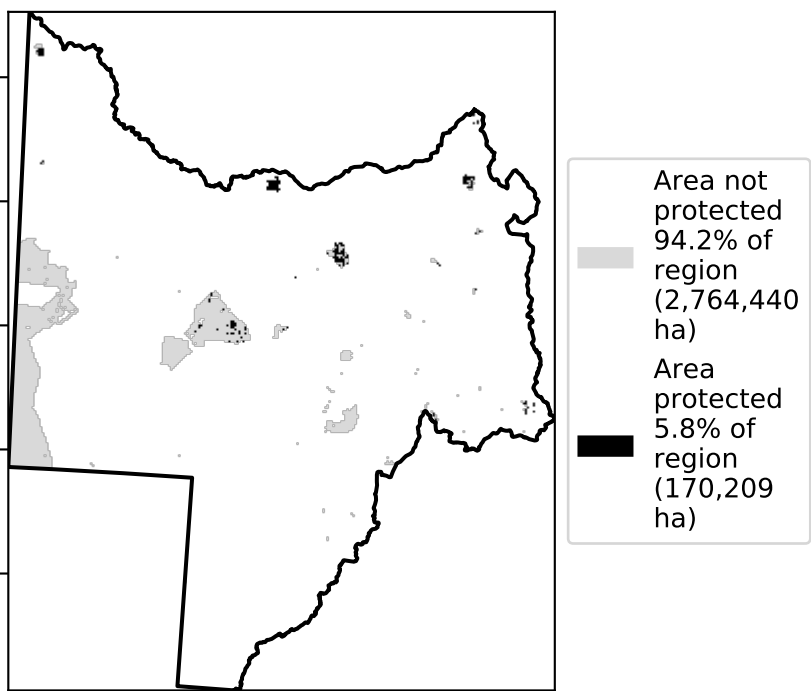 Area not
protected
94.2% of
region
(2,764,440
ha)
Area
protected
5.8% of
region
(170,209
ha)